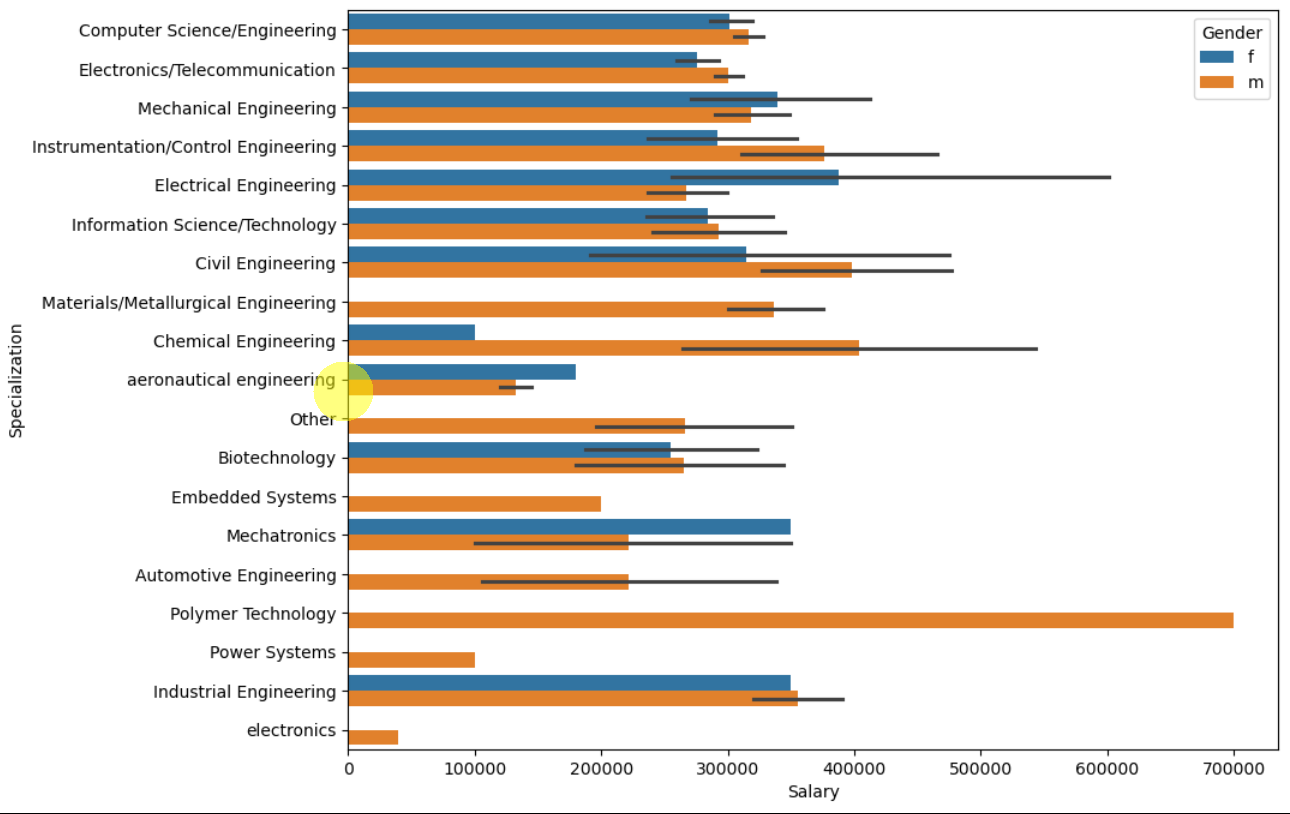 Computer Science/Engineering
Electronics/Telecommunication
Mechanical Engineering
Instrumentation/Control Engineering
Electrical Engineering
Information Science/Technology
Civil Engineering
Materials/Metallurgical Engineering
Chemical Engineering
aeronautical engineering
Other
Biotechnology
Embedded Systems
Mechatronics
Automotive Engineering
Polymer Technology
Power Systems
Industrial Engineering
electronics
Specialization
Gender
f
m
0 100000 200000 300000 400000 500000 600000 700000
Salary